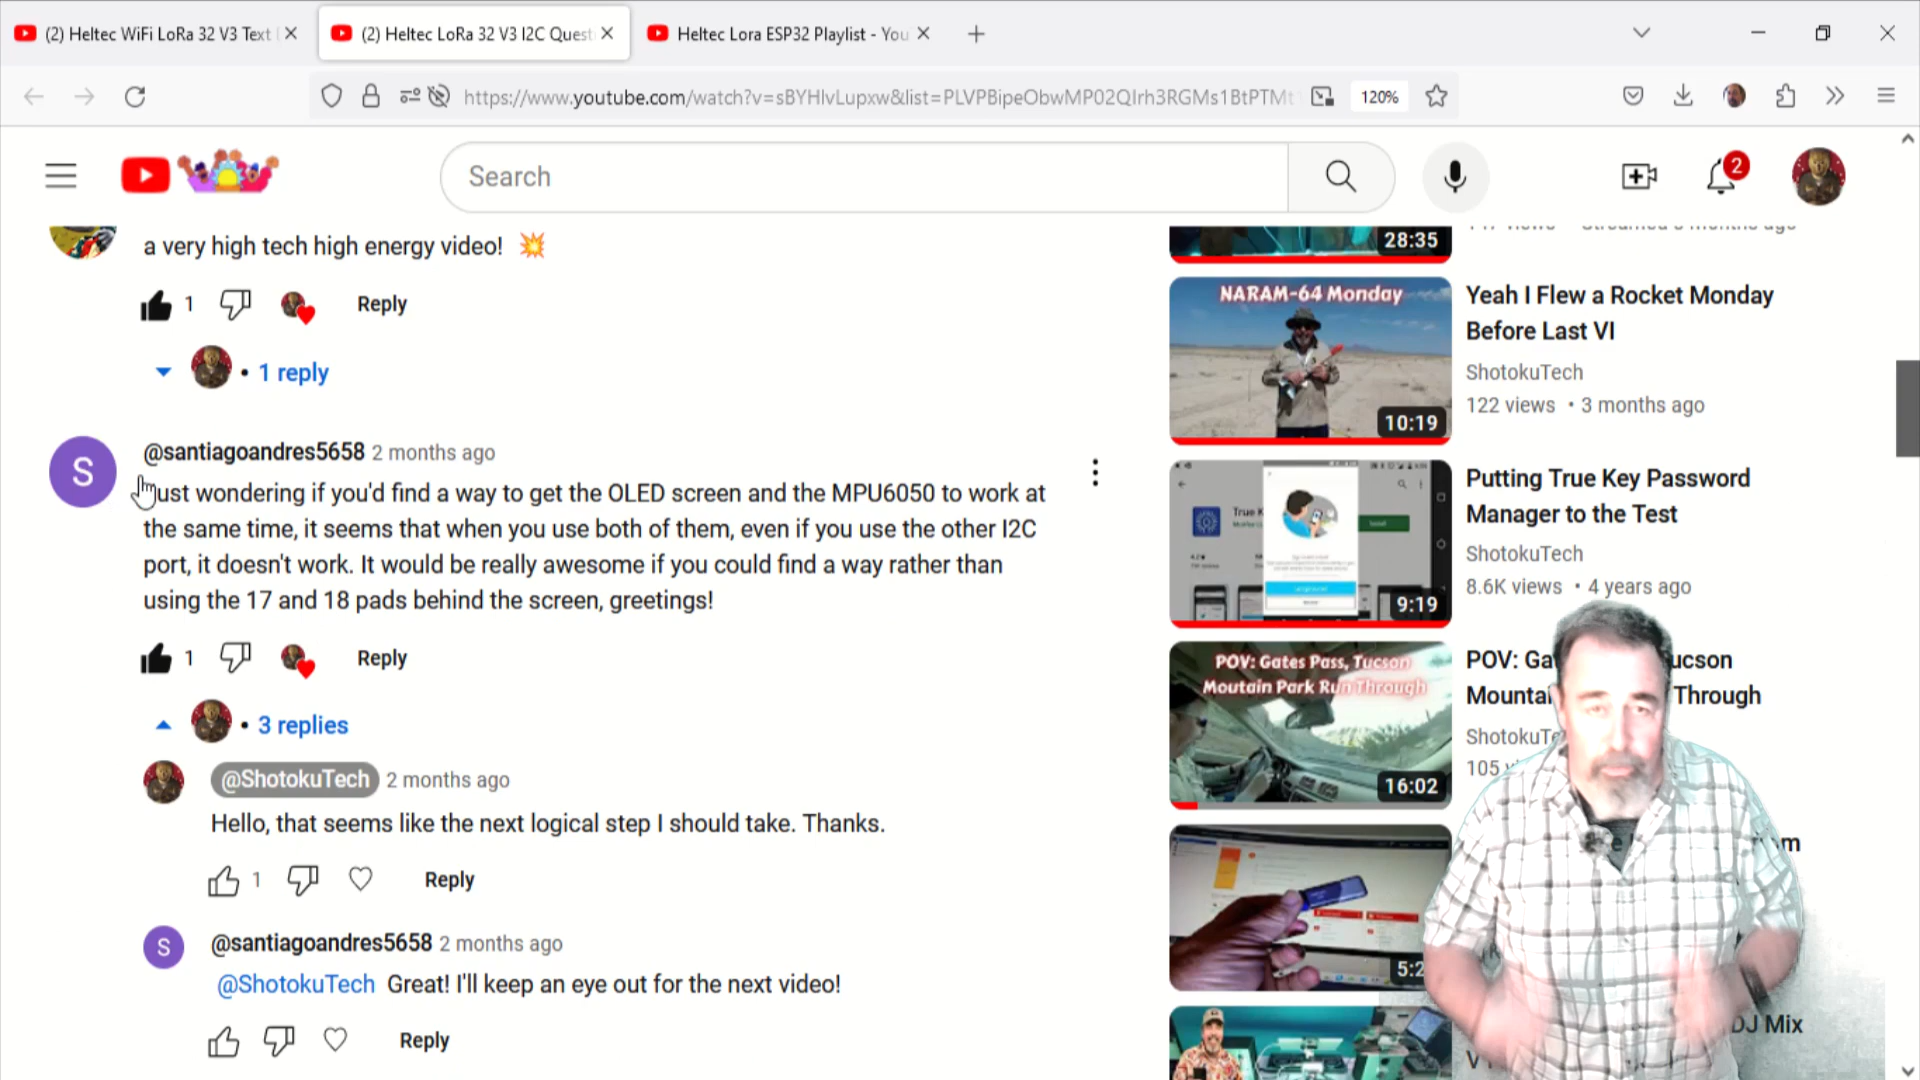 (2) Heltec WiFi LoRa 32 V3 Text
(2) Heltec LoRa 32 V3 I2C Quest
Heltec Lora ESP32 Playlist - You
https://www.youtube.com/watch?v=sBYHlvLupxw&list=PLVPBipeObwMP02QIrh3RGMs1BtPTMt
120%
Search
2
a very high tech high energy video! 💥
1
Reply
• 1 reply
@santiagoandres5658 2 months ago
S
ust wondering if you'd find a way to get the OLED screen and the MPU6050 to work at
the same time, it seems that when you use both of them, even if you use the other I2C
port, it doesn't work. It would be really awesome if you could find a way rather than
using the 17 and 18 pads behind the screen, greetings!
1
Reply
• 3 replies
@ShotokuTech 2 months ago
Hello, that seems like the next logical step I should take. Thanks.
1
Reply
S
@santiagoandres5658 2 months ago
@ShotokuTech Great! I'll keep an eye out for the next video!
Reply
28:35
NARAM-64 Monday
10:19
Yeah I Flew a Rocket Monday
Before Last VI
ShotokuTech
122 views • 3 months ago
True K
9:19
Putting True Key Password
Manager to the Test
ShotokuTech
8.6K views • 4 years ago
POV: Gates Pass, Tucson
Moutain Park Run Through
16:02
POV: Ga ucson
Mounta Through
ShotokuTe
105
5:2
DJ Mix